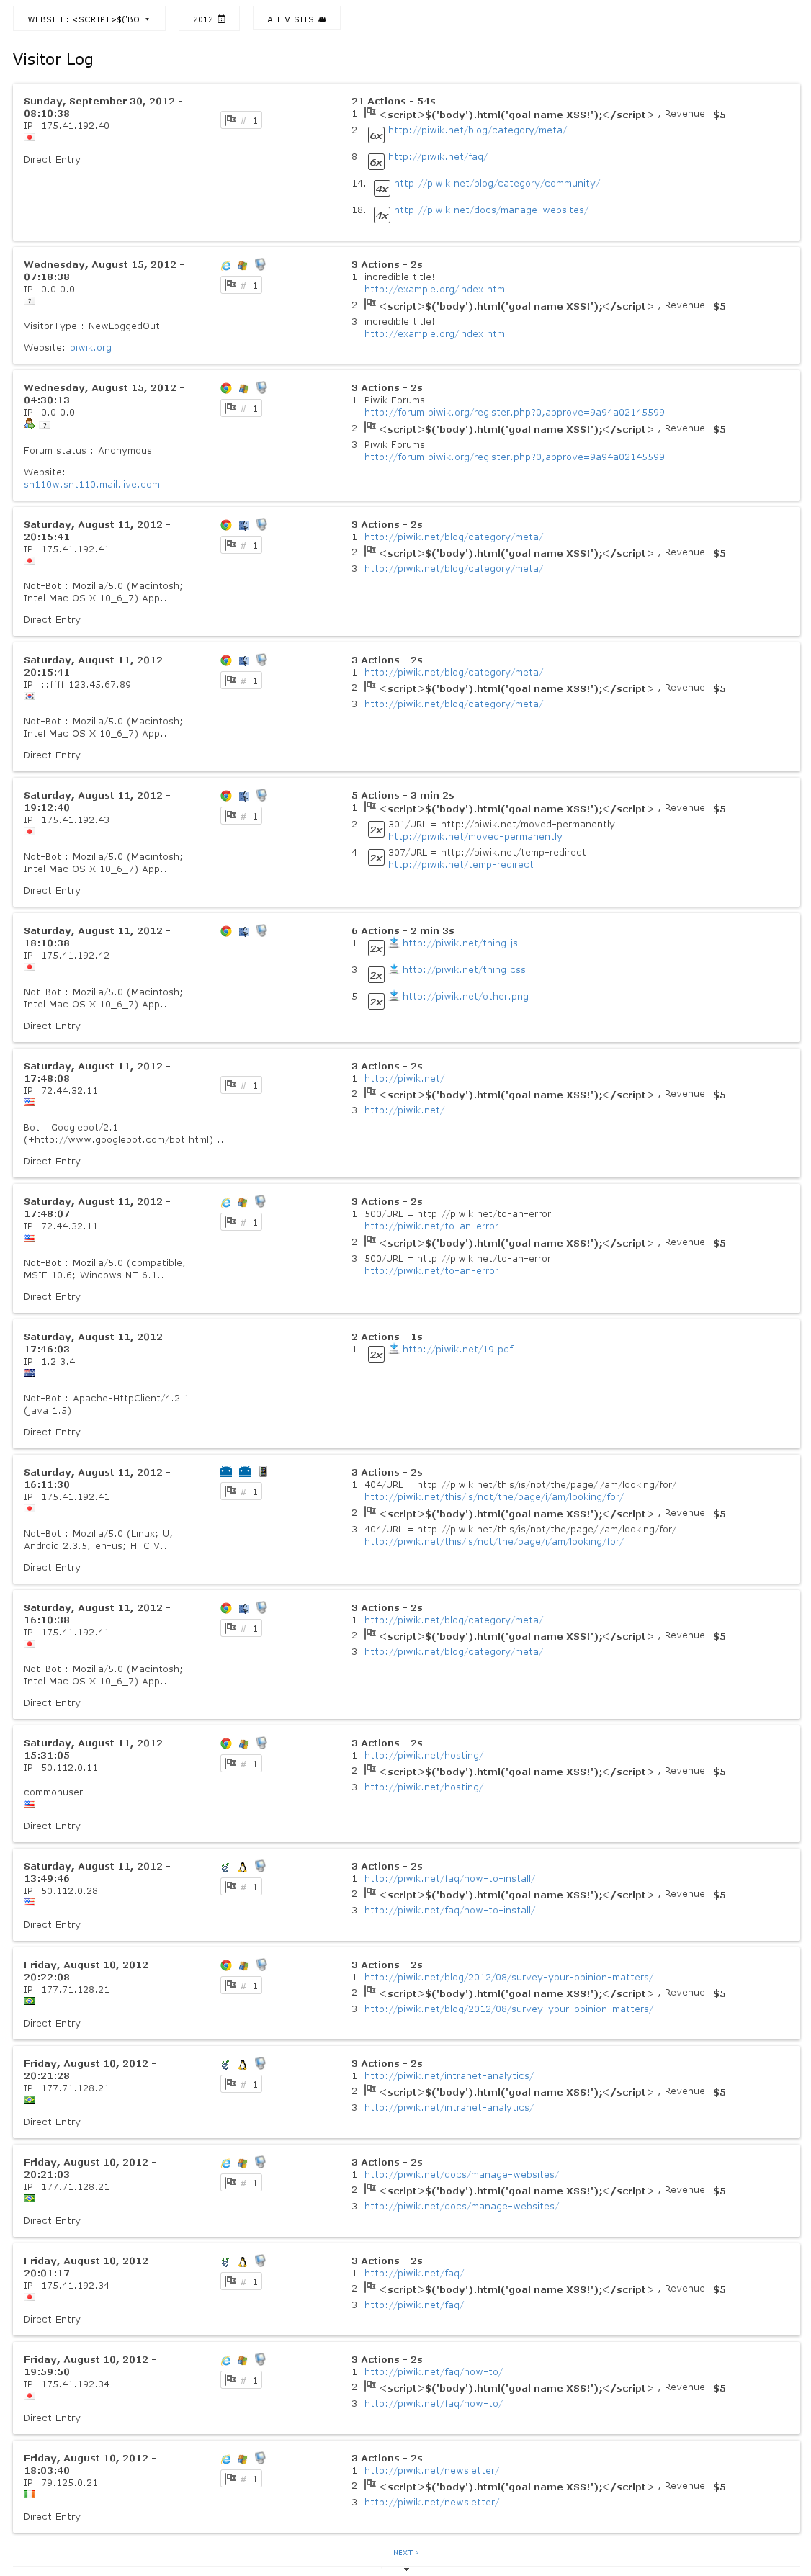 WEBSITE: <SCRIPT>$('BO..
2012
ALL VISITS
Visitor Log
Sunday, September 30, 2012 - 08:10:38
IP: 175.41.192.40
Direct Entry
# 1
21 Actions - 54s
1. <script>$('body').html('goal name XSS!');</script> , Revenue: $5
2. 6x http://piwik.net/blog/category/meta/
8. 6x http://piwik.net/faq/
14. 4x http://piwik.net/blog/category/community/
18. 4x http://piwik.net/docs/manage-websites/
Wednesday, August 15, 2012 - 07:18:38
IP: 0.0.0.0
?
VisitorType : NewLoggedOut
Website: piwik.org
# 1
3 Actions - 2s
1. incredible title!
http://example.org/index.htm
2. <script>$('body').html('goal name XSS!');</script> , Revenue: $5
3. incredible title!
http://example.org/index.htm
Wednesday, August 15, 2012 - 04:30:13
IP: 0.0.0.0
?
Forum status : Anonymous
Website:
sn110w.snt110.mail.live.com
# 1
3 Actions - 2s
1. Piwik Forums
http://forum.piwik.org/register.php?0,approve=9a94a02145599
2. <script>$('body').html('goal name XSS!');</script> , Revenue: $5
3. Piwik Forums
http://forum.piwik.org/register.php?0,approve=9a94a02145599
Saturday, August 11, 2012 - 20:15:41
IP: 175.41.192.41
Not-Bot : Mozilla/5.0 (Macintosh;
Intel Mac OS X 10_6_7) App...
Direct Entry
# 1
3 Actions - 2s
1. http://piwik.net/blog/category/meta/
2. <script>$('body').html('goal name XSS!');</script> , Revenue: $5
3. http://piwik.net/blog/category/meta/
Saturday, August 11, 2012 - 20:15:41
IP: ::ffff:123.45.67.89
Not-Bot : Mozilla/5.0 (Macintosh;
Intel Mac OS X 10_6_7) App...
Direct Entry
# 1
3 Actions - 2s
1. http://piwik.net/blog/category/meta/
2. <script>$('body').html('goal name XSS!');</script> , Revenue: $5
3. http://piwik.net/blog/category/meta/
Saturday, August 11, 2012 - 19:12:40
IP: 175.41.192.43
Not-Bot : Mozilla/5.0 (Macintosh;
Intel Mac OS X 10_6_7) App...
Direct Entry
# 1
5 Actions - 3 min 2s
1. <script>$('body').html('goal name XSS!');</script> , Revenue: $5
2. 2x 301/URL = http://piwik.net/moved-permanently
http://piwik.net/moved-permanently
4. 2x 307/URL = http://piwik.net/temp-redirect
http://piwik.net/temp-redirect
Saturday, August 11, 2012 - 18:10:38
IP: 175.41.192.42
Not-Bot : Mozilla/5.0 (Macintosh;
Intel Mac OS X 10_6_7) App...
Direct Entry
6 Actions - 2 min 3s
1. 2x http://piwik.net/thing.js
3. 2x http://piwik.net/thing.css
5. 2x http://piwik.net/other.png
Saturday, August 11, 2012 - 17:48:08
IP: 72.44.32.11
Bot : Googlebot/2.1
(+http://www.googlebot.com/bot.html)...
Direct Entry
# 1
3 Actions - 2s
1. http://piwik.net/
2. <script>$('body').html('goal name XSS!');</script> , Revenue: $5
3. http://piwik.net/
Saturday, August 11, 2012 - 17:48:07
IP: 72.44.32.11
Not-Bot : Mozilla/5.0 (compatible;
MSIE 10.6; Windows NT 6.1...
Direct Entry
# 1
3 Actions - 2s
1. 500/URL = http://piwik.net/to-an-error
http://piwik.net/to-an-error
2. <script>$('body').html('goal name XSS!');</script> , Revenue: $5
3. 500/URL = http://piwik.net/to-an-error
http://piwik.net/to-an-error
Saturday, August 11, 2012 - 17:46:03
IP: 1.2.3.4
Not-Bot : Apache-HttpClient/4.2.1
(java 1.5)
Direct Entry
2 Actions - 1s
1. 2x http://piwik.net/19.pdf
Saturday, August 11, 2012 - 16:11:30
IP: 175.41.192.41
Not-Bot : Mozilla/5.0 (Linux; U;
Android 2.3.5; en-us; HTC V...
Direct Entry
# 1
3 Actions - 2s
1. 404/URL = http://piwik.net/this/is/not/the/page/i/am/looking/for/
http://piwik.net/this/is/not/the/page/i/am/looking/for/
2. <script>$('body').html('goal name XSS!');</script> , Revenue: $5
3. 404/URL = http://piwik.net/this/is/not/the/page/i/am/looking/for/
http://piwik.net/this/is/not/the/page/i/am/looking/for/
Saturday, August 11, 2012 - 16:10:38
IP: 175.41.192.41
Not-Bot : Mozilla/5.0 (Macintosh;
Intel Mac OS X 10_6_7) App...
Direct Entry
# 1
3 Actions - 2s
1. http://piwik.net/blog/category/meta/
2. <script>$('body').html('goal name XSS!');</script> , Revenue: $5
3. http://piwik.net/blog/category/meta/
Saturday, August 11, 2012 - 15:31:05
IP: 50.112.0.11
commonuser
Direct Entry
# 1
3 Actions - 2s
1. http://piwik.net/hosting/
2. <script>$('body').html('goal name XSS!');</script> , Revenue: $5
3. http://piwik.net/hosting/
Saturday, August 11, 2012 - 13:49:46
IP: 50.112.0.28
Direct Entry
# 1
3 Actions - 2s
1. http://piwik.net/faq/how-to-install/
2. <script>$('body').html('goal name XSS!');</script> , Revenue: $5
3. http://piwik.net/faq/how-to-install/
Friday, August 10, 2012 - 20:22:08
IP: 177.71.128.21
Direct Entry
# 1
3 Actions - 2s
1. http://piwik.net/blog/2012/08/survey-your-opinion-matters/
2. <script>$('body').html('goal name XSS!');</script> , Revenue: $5
3. http://piwik.net/blog/2012/08/survey-your-opinion-matters/
Friday, August 10, 2012 - 20:21:28
IP: 177.71.128.21
Direct Entry
# 1
3 Actions - 2s
1. http://piwik.net/intranet-analytics/
2. <script>$('body').html('goal name XSS!');</script> , Revenue: $5
3. http://piwik.net/intranet-analytics/
Friday, August 10, 2012 - 20:21:03
IP: 177.71.128.21
Direct Entry
# 1
3 Actions - 2s
1. http://piwik.net/docs/manage-websites/
2. <script>$('body').html('goal name XSS!');</script> , Revenue: $5
3. http://piwik.net/docs/manage-websites/
Friday, August 10, 2012 - 20:01:17
IP: 175.41.192.34
Direct Entry
# 1
3 Actions - 2s
1. http://piwik.net/faq/
2. <script>$('body').html('goal name XSS!');</script> , Revenue: $5
3. http://piwik.net/faq/
Friday, August 10, 2012 - 19:59:50
IP: 175.41.192.34
Direct Entry
# 1
3 Actions - 2s
1. http://piwik.net/faq/how-to/
2. <script>$('body').html('goal name XSS!');</script> , Revenue: $5
3. http://piwik.net/faq/how-to/
Friday, August 10, 2012 - 18:03:40
IP: 79.125.0.21
Direct Entry
# 1
3 Actions - 2s
1. http://piwik.net/newsletter/
2. <script>$('body').html('goal name XSS!');</script> , Revenue: $5
3. http://piwik.net/newsletter/
NEXT ›